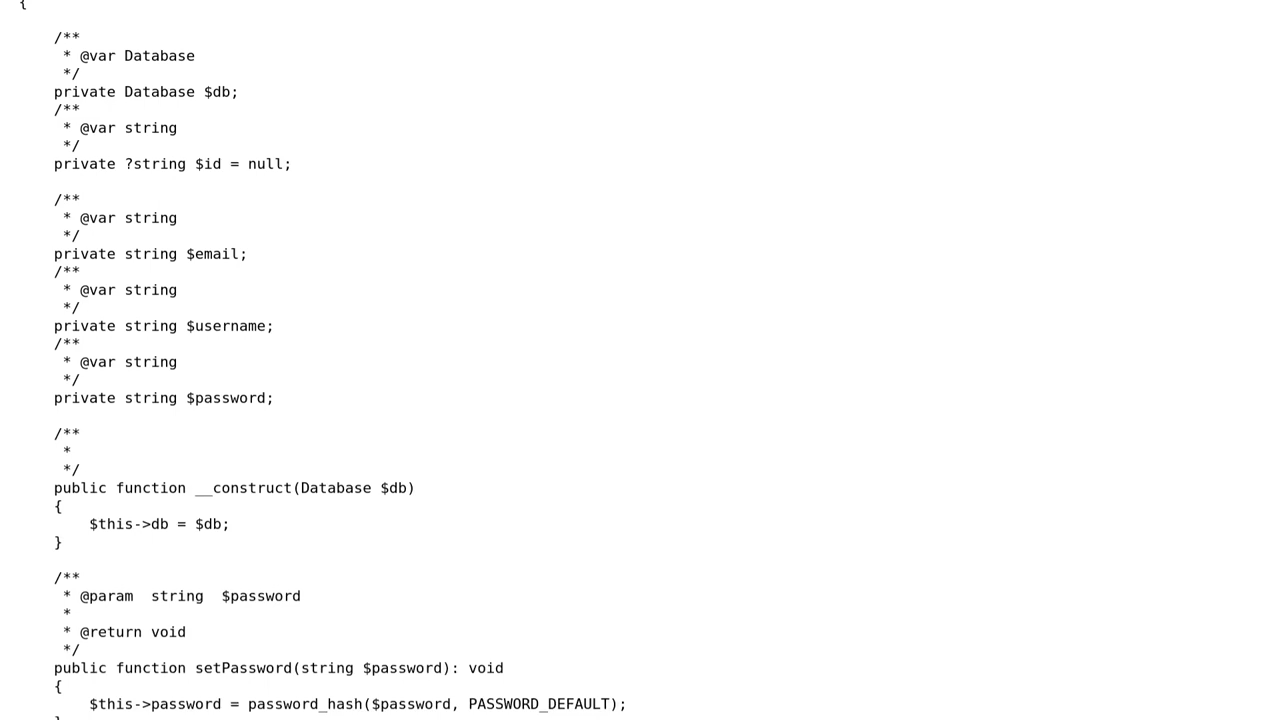 {

    /**
     * @var Database
     */
    private Database $db;
    /**
     * @var string
     */
    private ?string $id = null;

    /**
     * @var string
     */
    private string $email;
    /**
     * @var string
     */
    private string $username;
    /**
     * @var string
     */
    private string $password;

    /**
     *
     */
    public function __construct(Database $db)
    {
        $this->db = $db;
    }

    /**
     * @param  string  $password
     *
     * @return void
     */
    public function setPassword(string $password): void
    {
        $this->password = password_hash($password, PASSWORD_DEFAULT);
    }